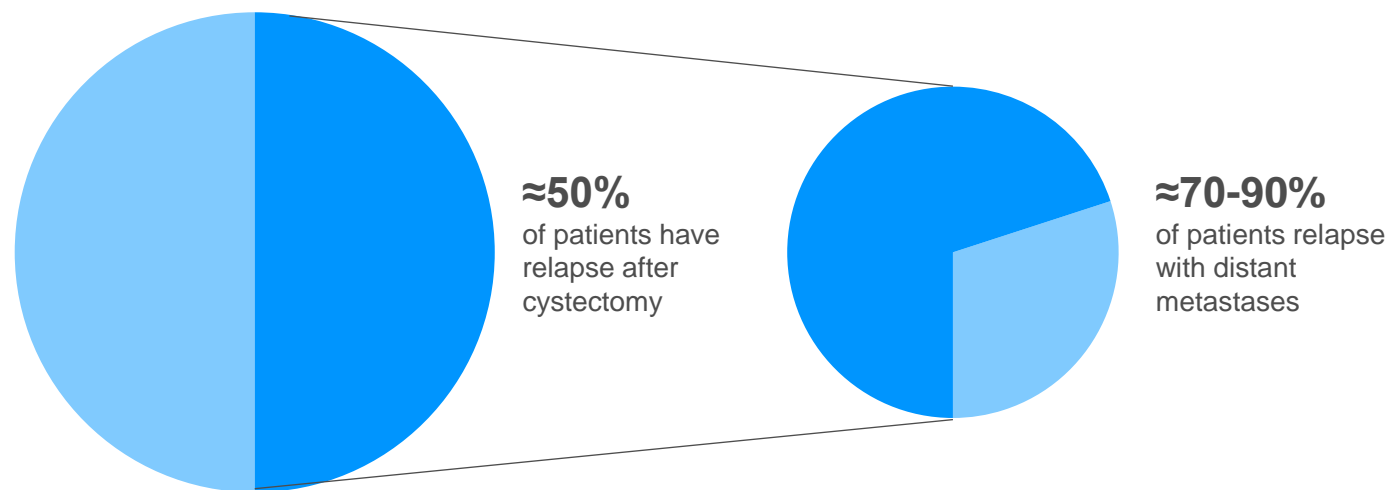 ≈50%
of patients have
relapse after
cystectomy
≈70-90%
of patients relapse
with distant
metastases